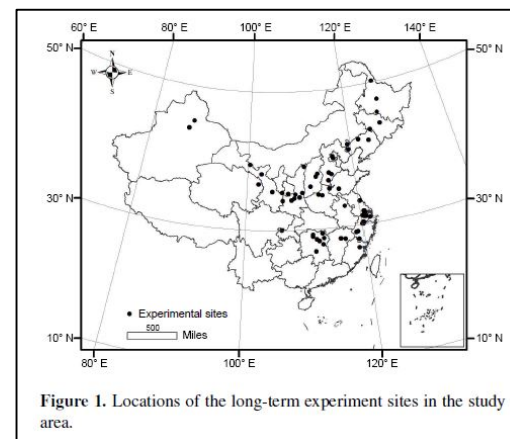 60° E 80° E 100° E 120° E 140° E
50° N 50° N
N
W E
S
30° N 30° N
10° N 10° N
• Experimental sites
500
Miles
80° E 100° E 120° E
Figure 1. Locations of the long-term experiment sites in the study
area.